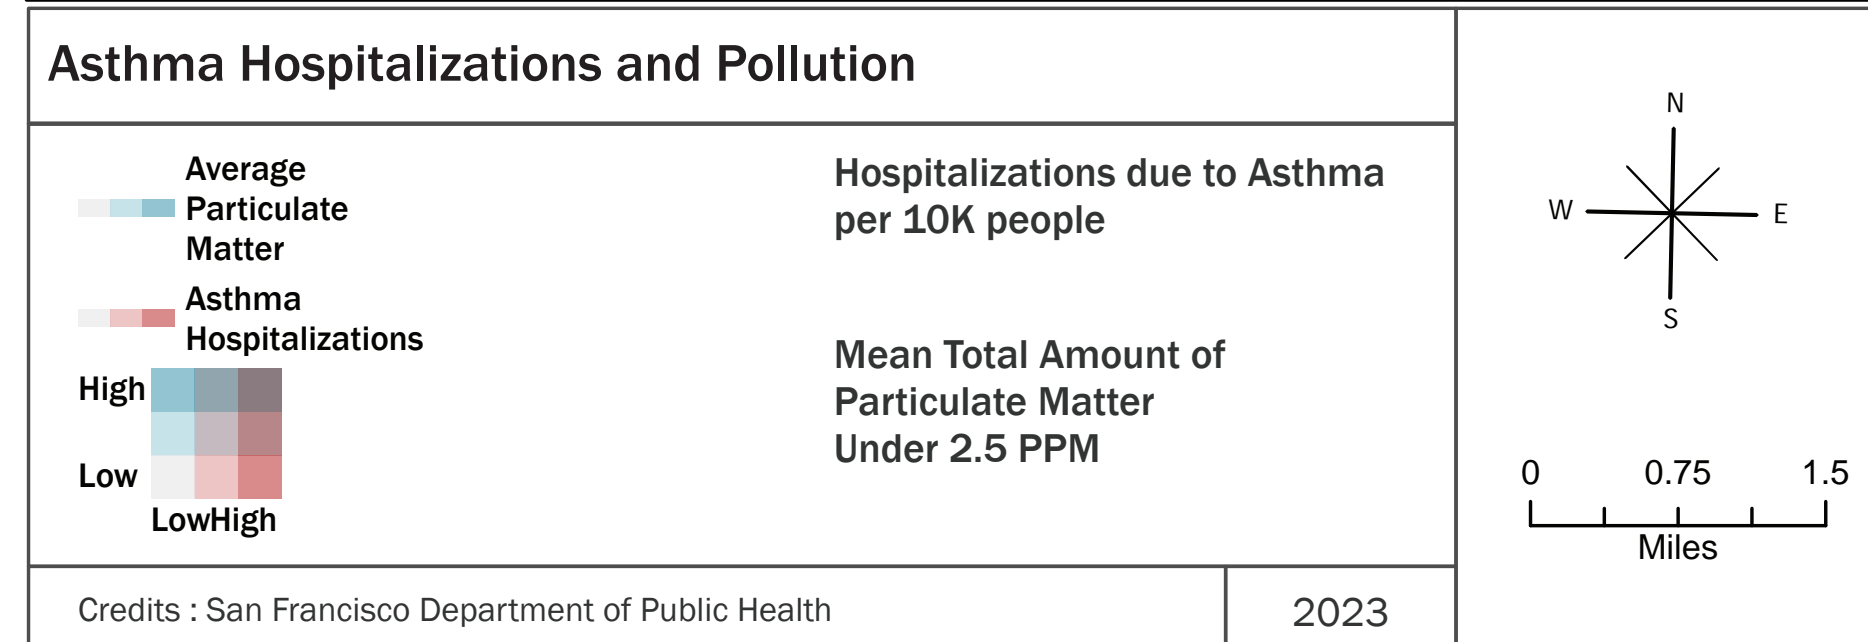 Asthma Hospitalizations and Pollution
Average
Particulate
Matter
Asthma
Hospitalizations
High
Low
LowHigh
Hospitalizations due to Asthma
per 10K people
Mean Total Amount of
Particulate Matter
Under 2.5 PPM
Credits : San Francisco Department of Public Health
2023
N
W E
S
0 0.75 1.5
Miles